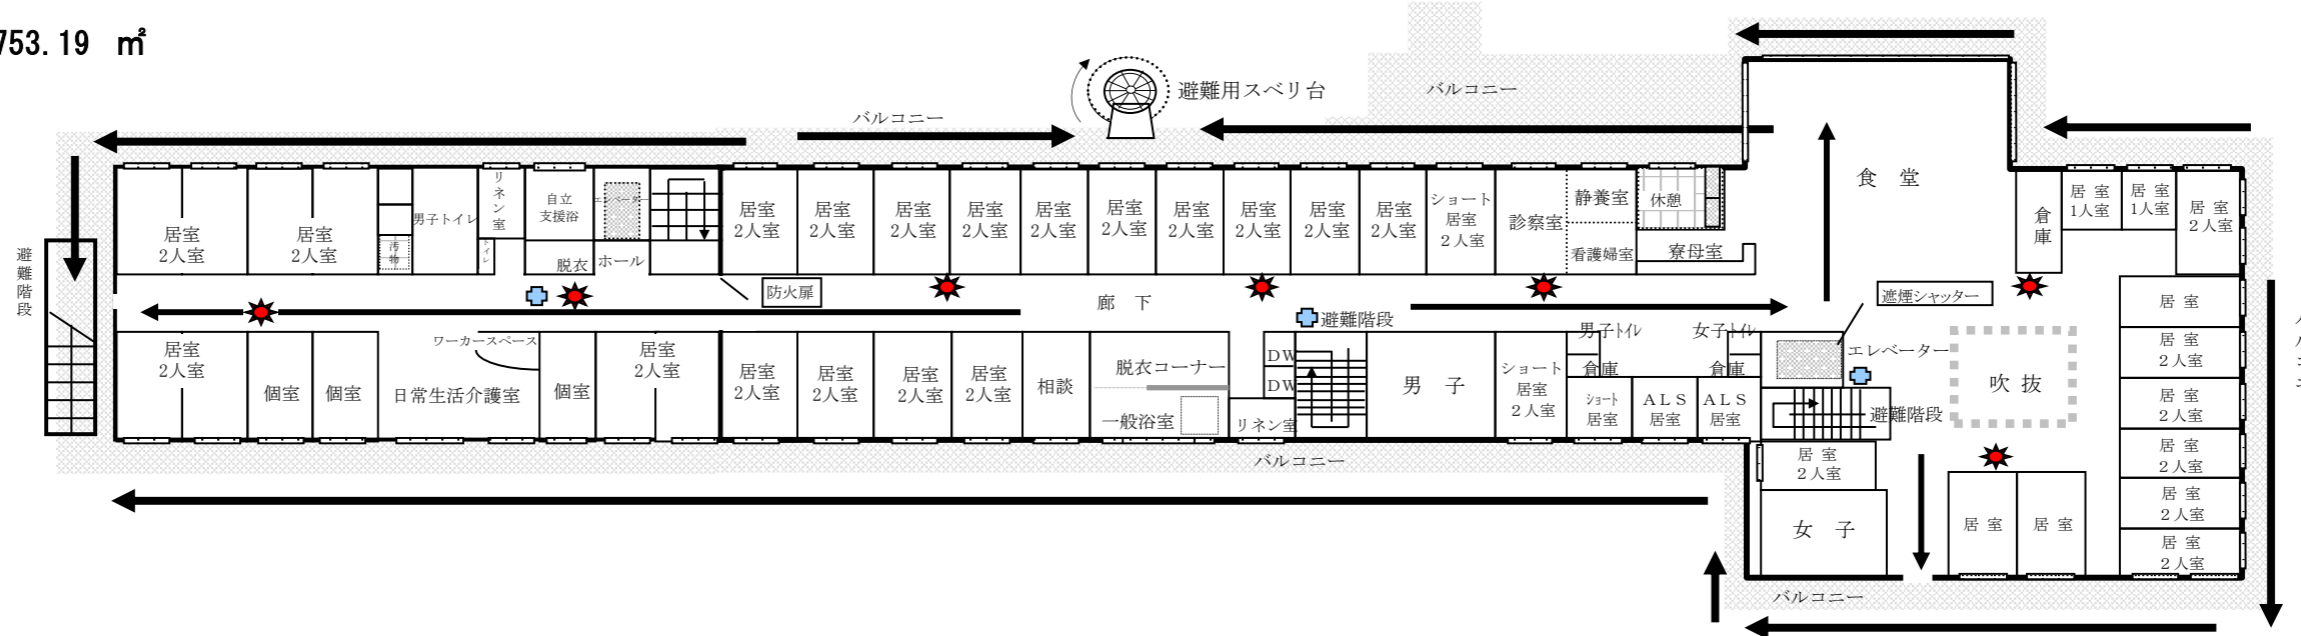 753.19 ㎡
避難用スベリ台
バルコニー
バルコニー
避難階段
居室
2人室
居室
2人室
汚物
男子トイレ
リネン室
トイレ
自立
支援浴
脱衣
エレベーター
ホール
居室
2人室
居室
2人室
居室
2人室
居室
2人室
居室
2人室
居室
2人室
居室
2人室
居室
2人室
居室
2人室
居室
2人室
ショート
居室
2人室
診察室
静養室
看護婦室
休憩
寮母室
食 堂
倉庫
居 室
1人室
居 室
1人室
居 室
2人室
防火扉
廊 下
避難階段
遮煙シャッター
居室
2人室
個室
個室
ワーカースペース
日常生活介護室
個室
居室
2人室
居室
2人室
居室
2人室
居室
2人室
居室
2人室
相談
脱衣コーナー
一般浴室
DW
DW
リネン室
男 子
ショート
居室
2人室
男子トイレ
倉庫
ショート
居室
女子トイレ
倉庫
ALS
居室
ALS
居室
エレベーター
避難階段
吹 抜
居 室
居 室
2人室
居 室
2人室
居 室
2人室
居 室
2人室
居 室
2人室
居 室
2人室
女 子
居 室
居 室
バルコニー
バルコニー